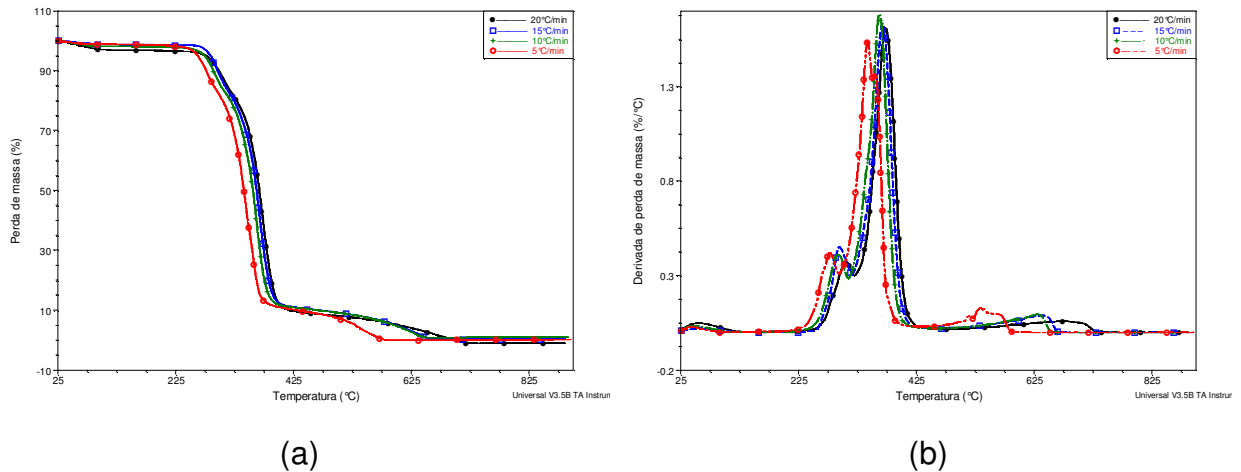 20°C/min
15°C/min
10°C/min
5°C/min
Perda de massa (%)
110
90
70
50
30
10
-10
25
225
425
625
825
Temperatura (°C)
Universal V3.5B TA Instrur
(a)
20°C/min
15°C/min
10°C/min
5°C/min
Derivada de perda de massa (%/°C)
1.3
0.8
0.3
-0.2
25
225
425
625
825
Temperatura (°C)
Universal V3.5B TA Instrur
(b)